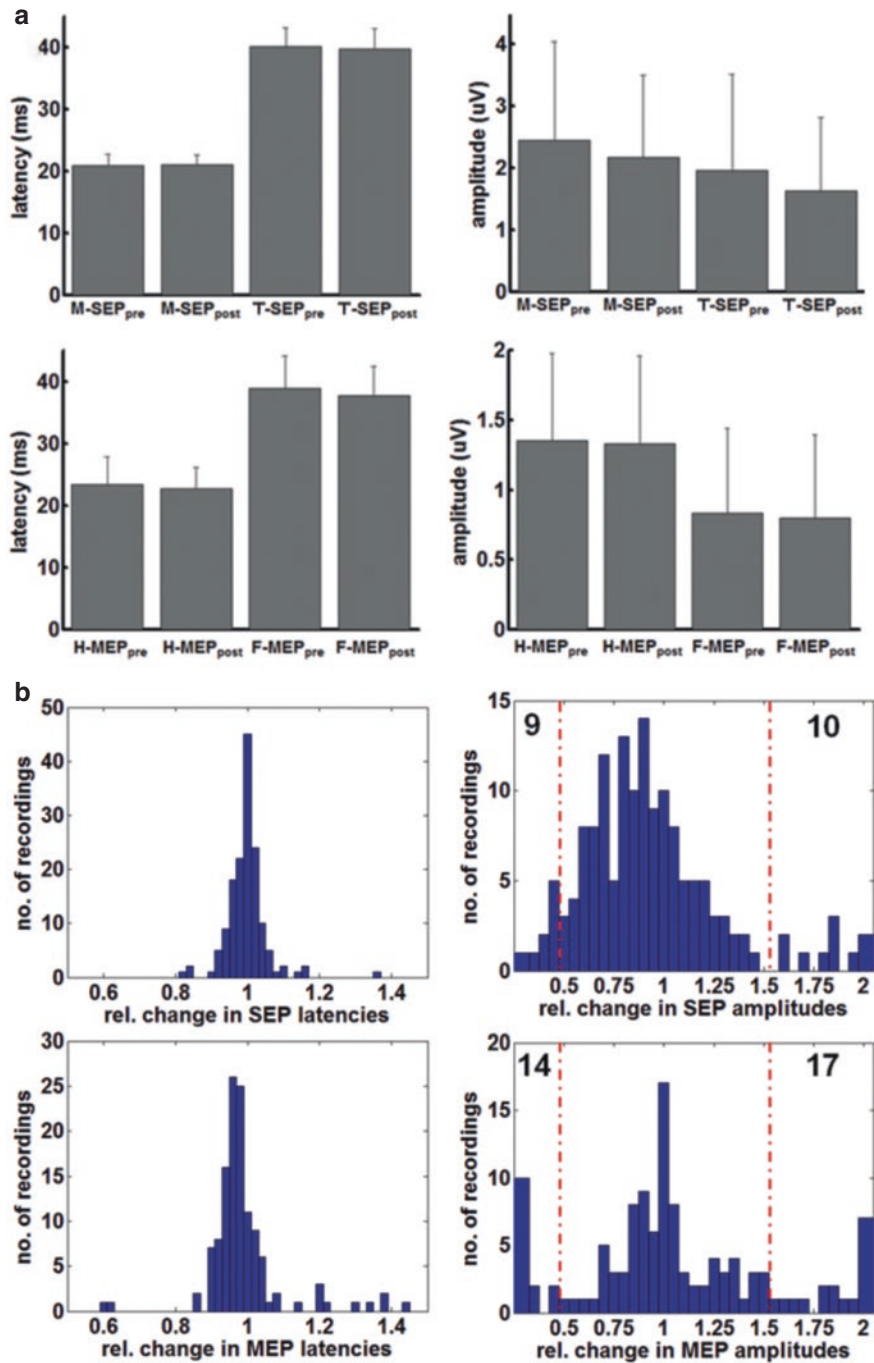 a
latency (ms)
40
30
20
10
0
M-SEPpre M-SEPpost T-SEPpre T-SEPpost
amplitude (uV)
4
3
2
1
0
M-SEPpre M-SEPpost T-SEPpre T-SEPpost
latency (ms)
40
30
20
10
0
H-MEPpre H-MEPpost F-MEPpre F-MEPpost
amplitude (uV)
2
1.5
1
0.5
0
H-MEPpre H-MEPpost F-MEPpre F-MEPpost
b
no. of recordings
50
40
30
20
10
0
0.6 0.8 1 1.2 1.4
rel. change in SEP latencies
no. of recordings
15
10
5
0
9 10
0.5 0.75 1 1.25 1.5 1.75 2
rel. change in SEP amplitudes
no. of recordings
30
25
20
15
10
5
0
0.6 0.8 1 1.2 1.4
rel. change in MEP latencies
no. of recordings
20
15
10
5
0
14 17
0.5 0.75 1 1.25 1.5 1.75 2
rel. change in MEP amplitudes